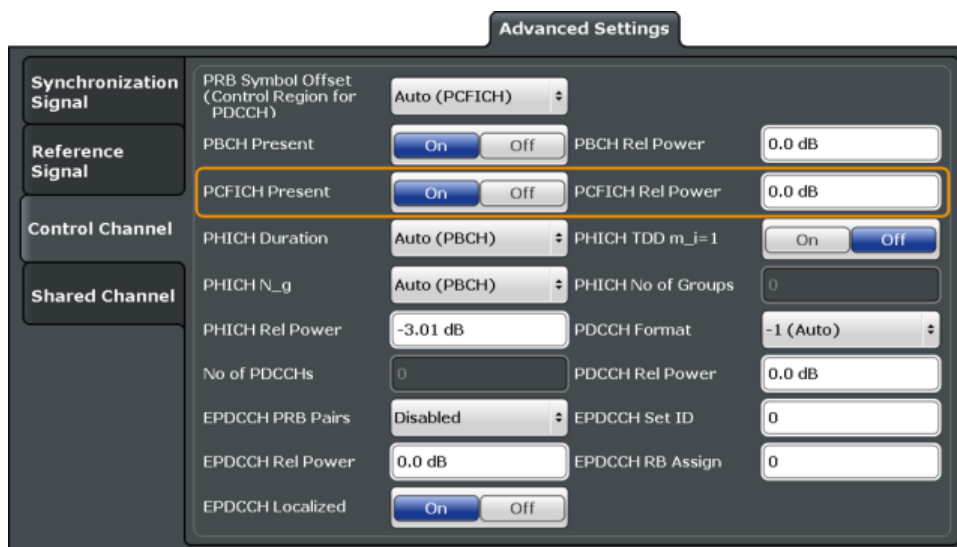 Advanced Settings
Synchronization
Signal
Reference
Signal
Control Channel
Shared Channel
PRB Symbol Offset
(Control Region for
PDCCH)
Auto (PCFICH)
PBCH Present
On Off
PBCH Rel Power
0.0 dB
PCFICH Present
On Off
PCFICH Rel Power
0.0 dB
PHICH Duration
Auto (PBCH)
PHICH TDD m_i=1
On Off
PHICH N_g
Auto (PBCH)
PHICH No of Groups
0
PHICH Rel Power
-3.01 dB
PDCCH Format
-1 (Auto)
No of PDCCHs
0
PDCCH Rel Power
0.0 dB
EPDCCH PRB Pairs
Disabled
EPDCCH Set ID
0
EPDCCH Rel Power
0.0 dB
EPDCCH RB Assign
0
EPDCCH Localized
On Off